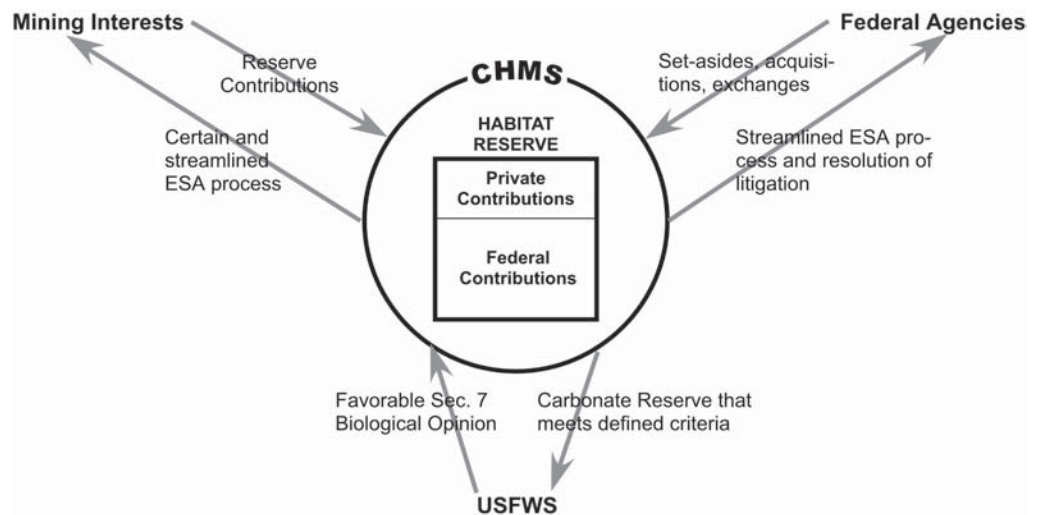 Mining Interests
Federal Agencies
Reserve
Contributions
CHMS
Set-asides, acquisi-
tions, exchanges
HABITAT
RESERVE
Certain and
streamlined
ESA process
Private
Contributions
Streamlined ESA pro-
cess and resolution of
litigation
Federal
Contributions
Favorable Sec. 7
Biological Opinion
Carbonate Reserve that
meets defined criteria
USFWS